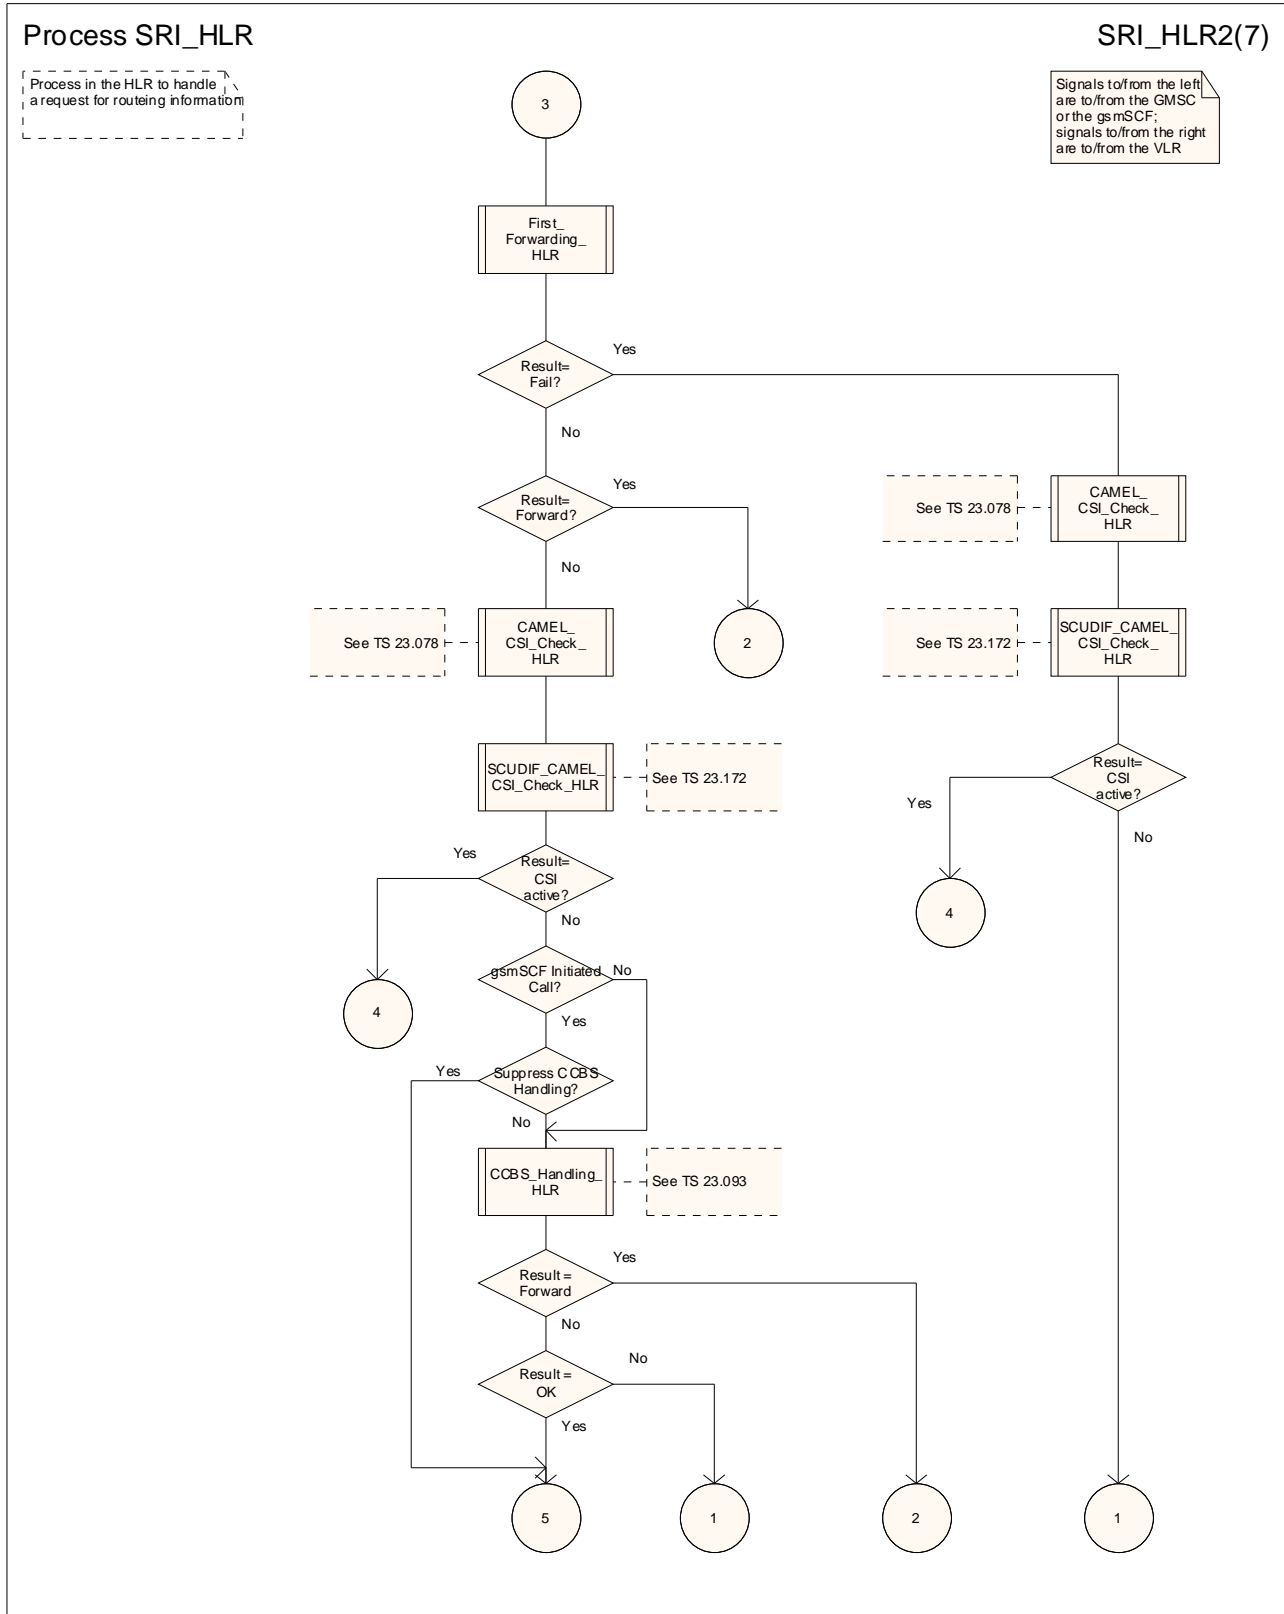 Process SRI_HLR
SRI_HLR2(7)
Process in the HLR to handle
a request for routeing information
Signals to/from the left
are to/from the GMSC
or the gsmSCF;
signals to/from the right
are to/from the VLR
3
First_
Forwarding_
HLR
Result=
Fail?
Yes
No
Result=
Forward?
Yes
No
See TS 23.078
CAMEL_
CSI_Check_
HLR
See TS 23.078
CAMEL_
CSI_Check_
HLR
2
See TS 23.172
SCUDIF_CAMEL_
CSI_Check_
HLR
SCUDIF_CAMEL_
CSI_Check_HLR
See TS 23.172
Result=
CSI
active?
Yes
No
4
Yes
Result=
CSI
active?
No
4
gsmSCF Initiated
Call?
No
Yes
Yes
Suppress CCBS
Handling?
No
CCBS_Handling_
HLR
See TS 23.093
Result =
Forward
Yes
No
Result =
OK
No
Yes
5
1
2
1